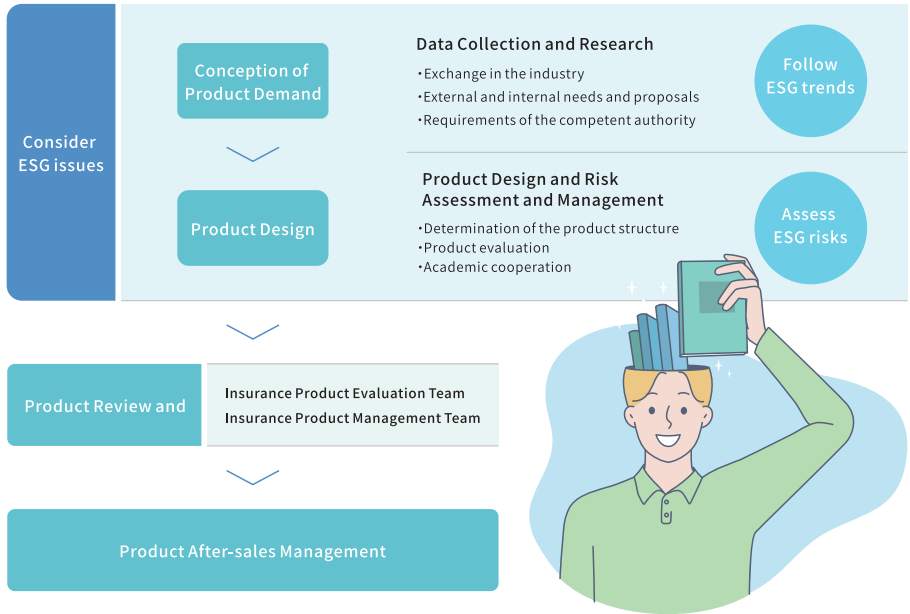 Consider
ESG issues
Conception of
Product Demand
Data Collection and Research
・Exchange in the industry
・External and internal needs and proposals
・Requirements of the competent authority
Follow
ESG trends
Product Design
Product Design and Risk
Assessment and Management
・Determination of the product structure
・Product evaluation
・Academic cooperation
Assess
ESG risks
Product Review and
Insurance Product Evaluation Team
Insurance Product Management Team
Product After-sales Management